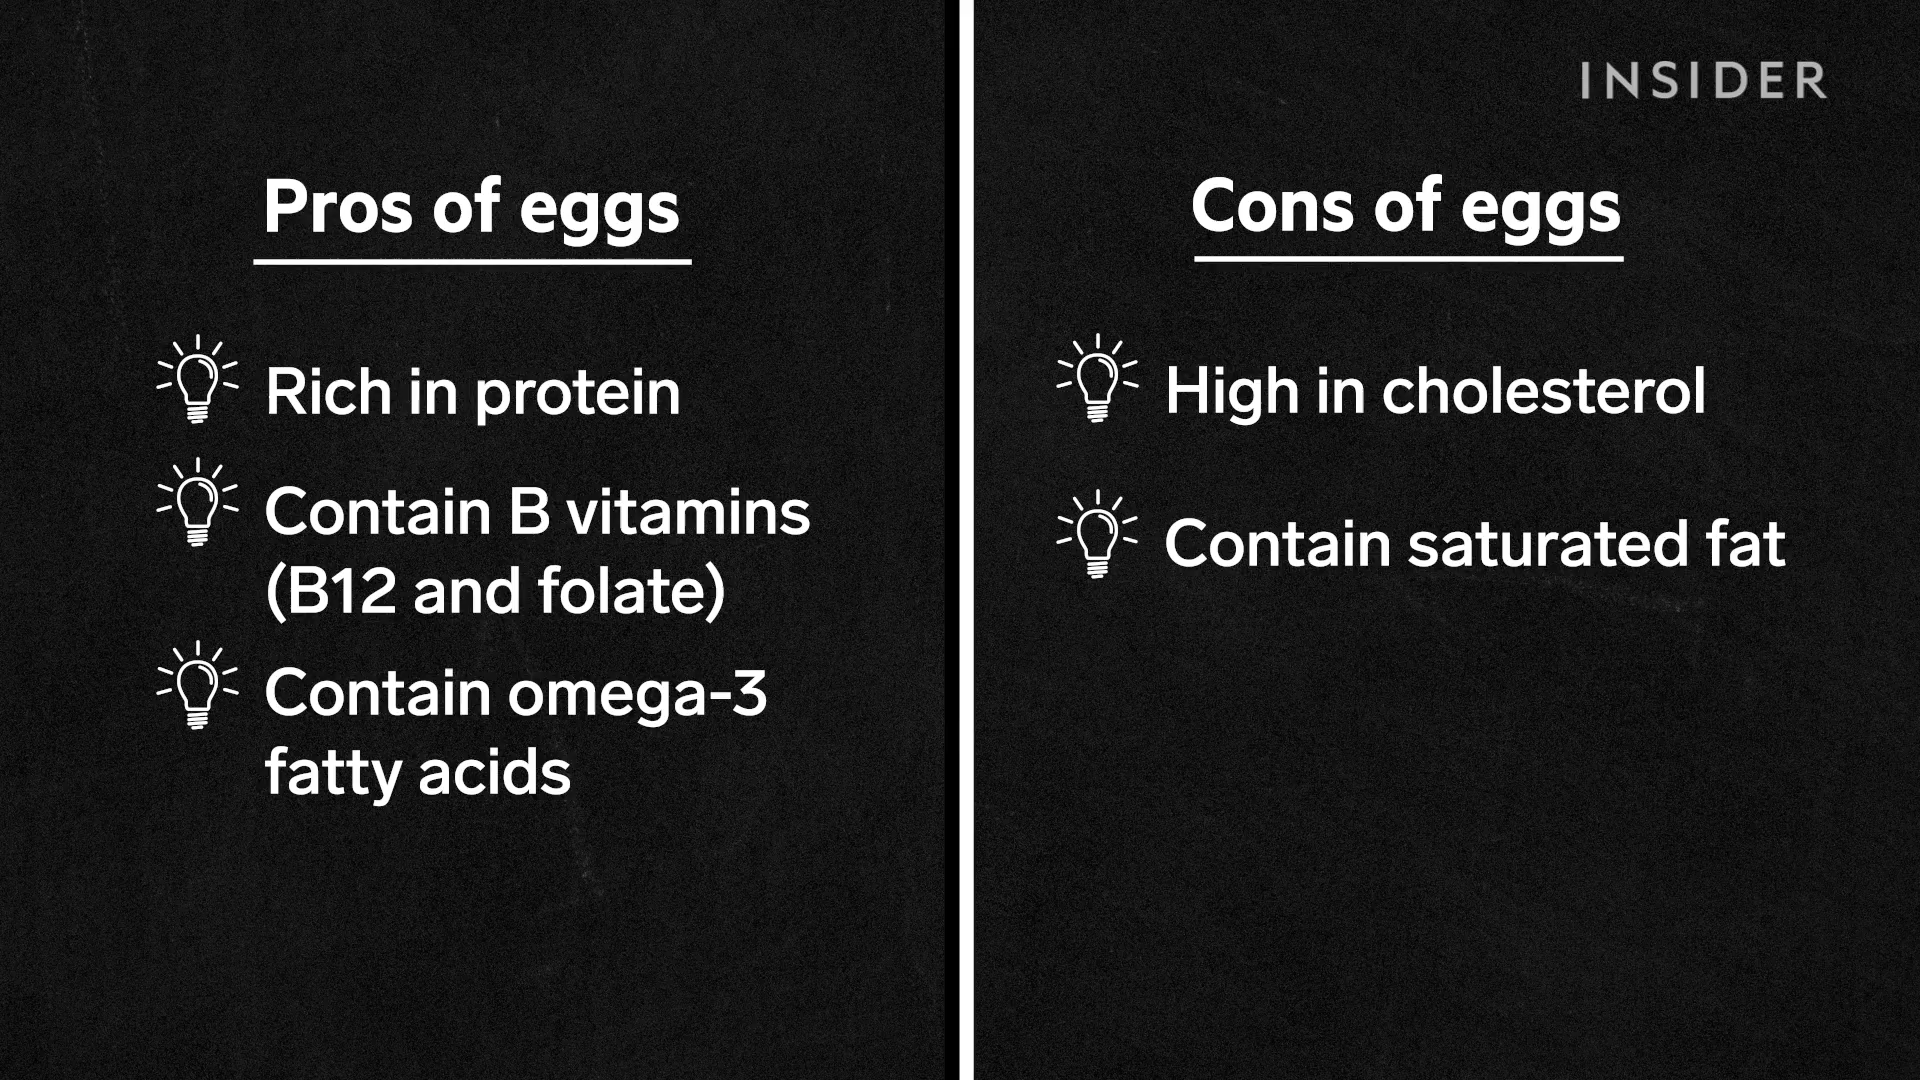 INSIDER
Pros of eggs
Rich in protein
Contain B vitamins
(B12 and folate)
Contain omega-3
fatty acids
Cons of eggs
High in cholesterol
Contain saturated fat